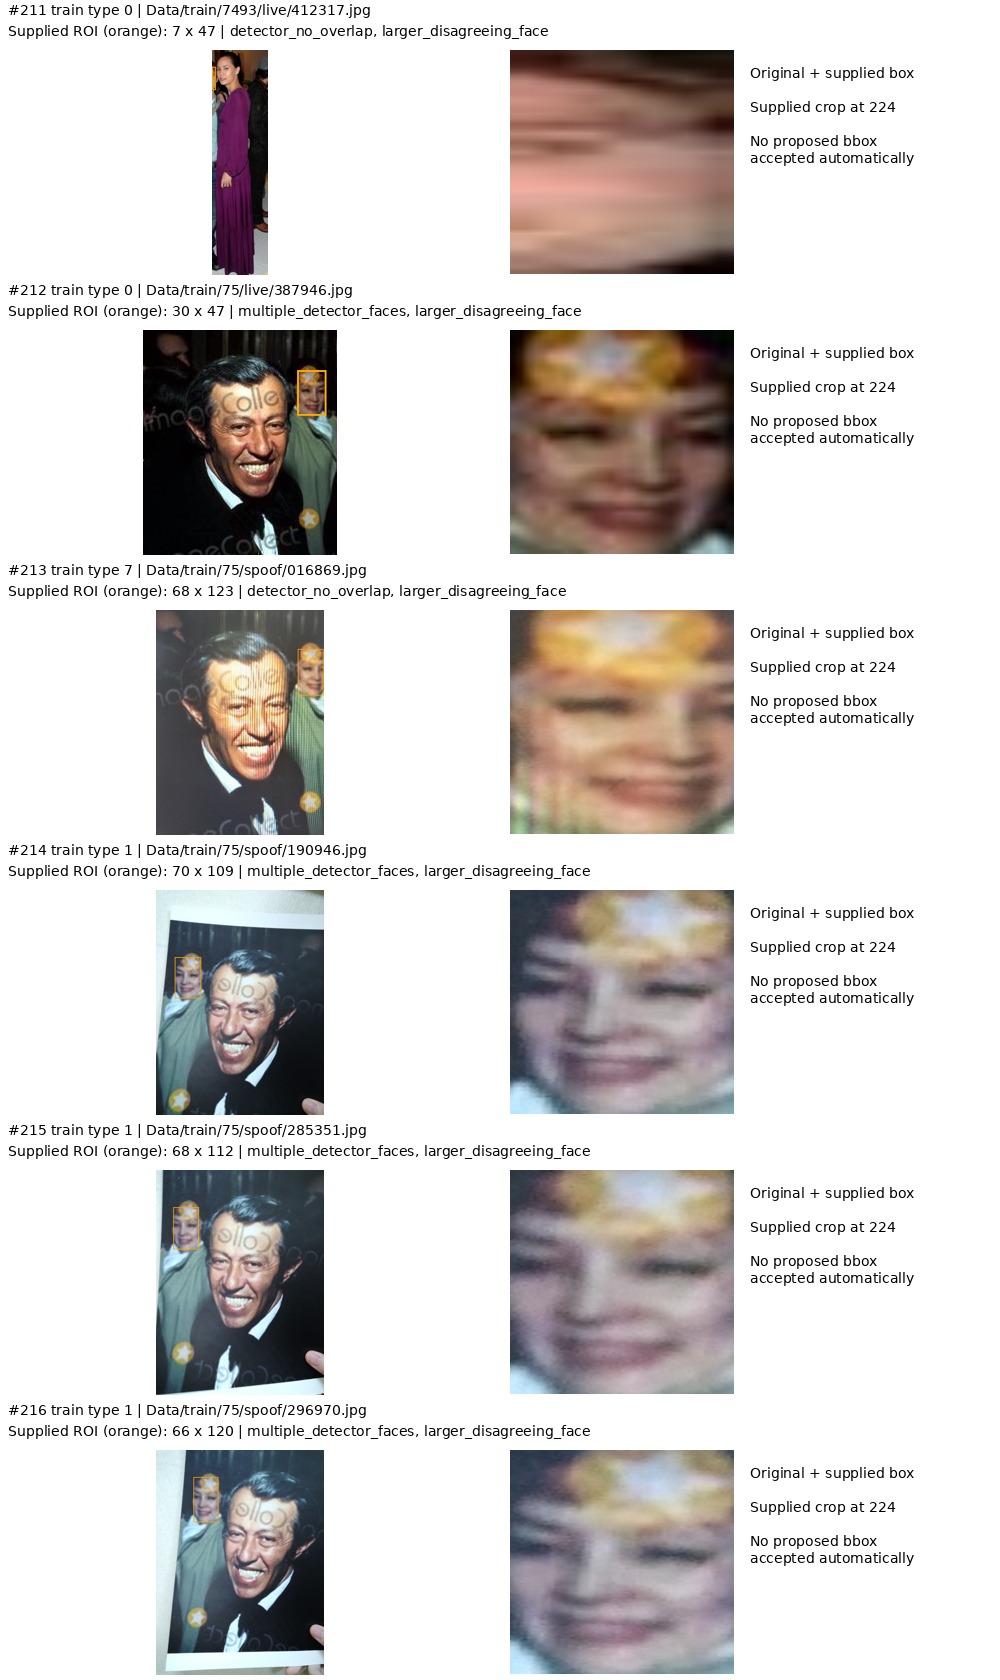 #211 train type 0 | Data/train/7493/live/412317.jpg
Supplied ROI (orange): 7 x 47 | detector_no_overlap, larger_disagreeing_face
Original + supplied box
Supplied crop at 224
No proposed bbox
accepted automatically
#212 train type 0 | Data/train/75/live/387946.jpg
Supplied ROI (orange): 30 x 47 | multiple_detector_faces, larger_disagreeing_face
Original + supplied box
Supplied crop at 224
No proposed bbox
accepted automatically
#213 train type 7 | Data/train/75/spoof/016869.jpg
Supplied ROI (orange): 68 x 123 | detector_no_overlap, larger_disagreeing_face
Original + supplied box
Supplied crop at 224
No proposed bbox
accepted automatically
#214 train type 1 | Data/train/75/spoof/190946.jpg
Supplied ROI (orange): 70 x 109 | multiple_detector_faces, larger_disagreeing_face
Original + supplied box
Supplied crop at 224
No proposed bbox
accepted automatically
#215 train type 1 | Data/train/75/spoof/285351.jpg
Supplied ROI (orange): 68 x 112 | multiple_detector_faces, larger_disagreeing_face
Original + supplied box
Supplied crop at 224
No proposed bbox
accepted automatically
#216 train type 1 | Data/train/75/spoof/296970.jpg
Supplied ROI (orange): 66 x 120 | multiple_detector_faces, larger_disagreeing_face
Original + supplied box
Supplied crop at 224
No proposed bbox
accepted automatically